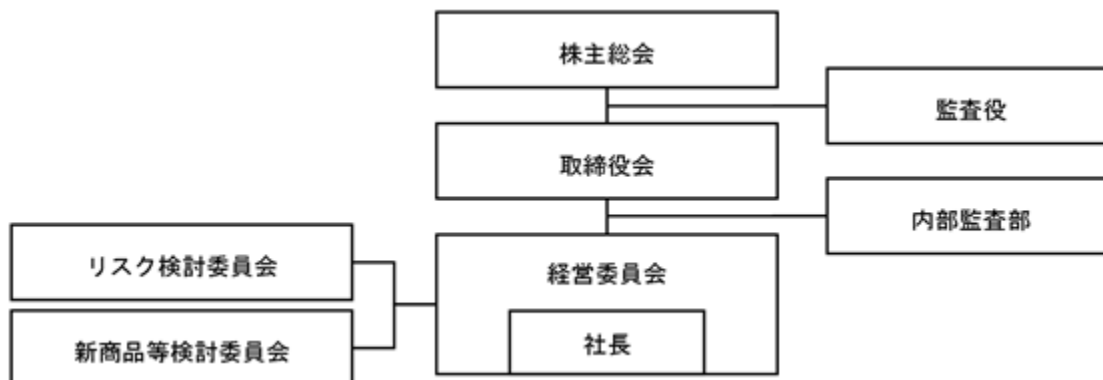 株主総会
監査役
取締役会
内部監査部
リスク検討委員会
経営委員会
社長
新商品等検討委員会